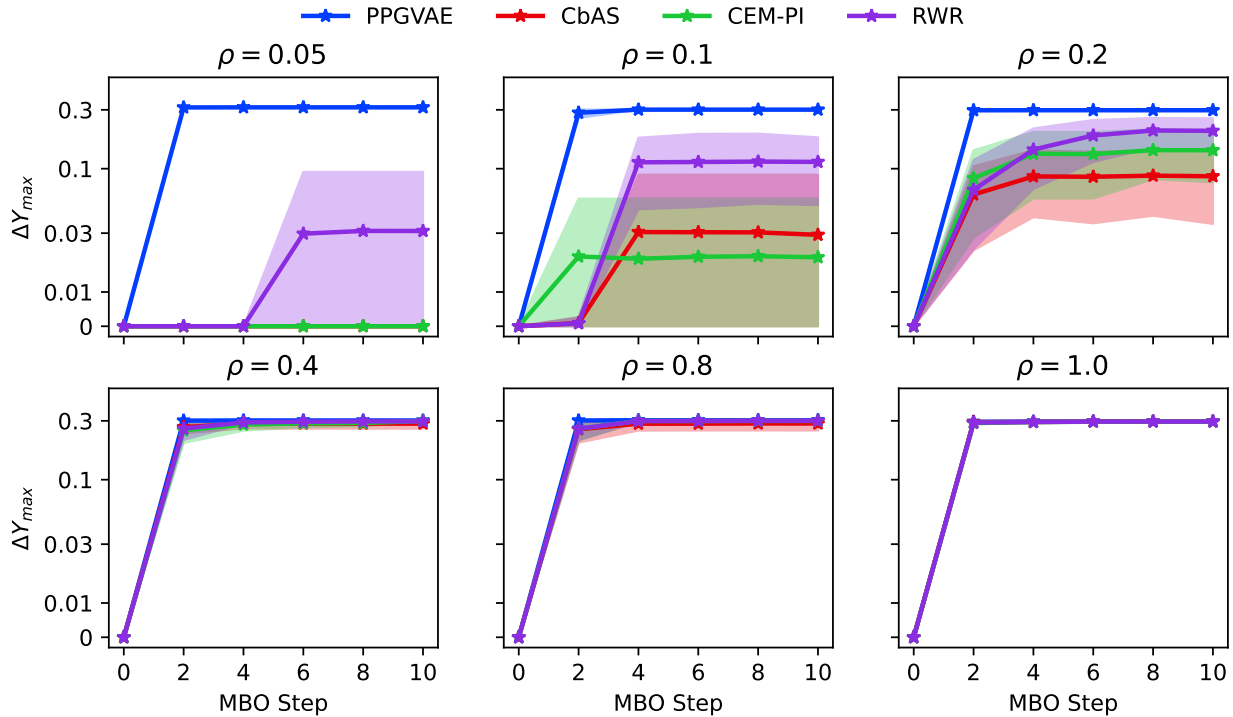 PPGVAE CbAS CEM-PI RWR
ρ = 0.05 ρ = 0.1 ρ = 0.2
0.3
0.1
0.03
0.01
0
ΔY_max
ρ = 0.4 ρ = 0.8 ρ = 1.0
0.3
0.1
0.03
0.01
0
ΔY_max
0 2 4 6 8 10 0 2 4 6 8 10 0 2 4 6 8 10
MBO Step MBO Step MBO Step